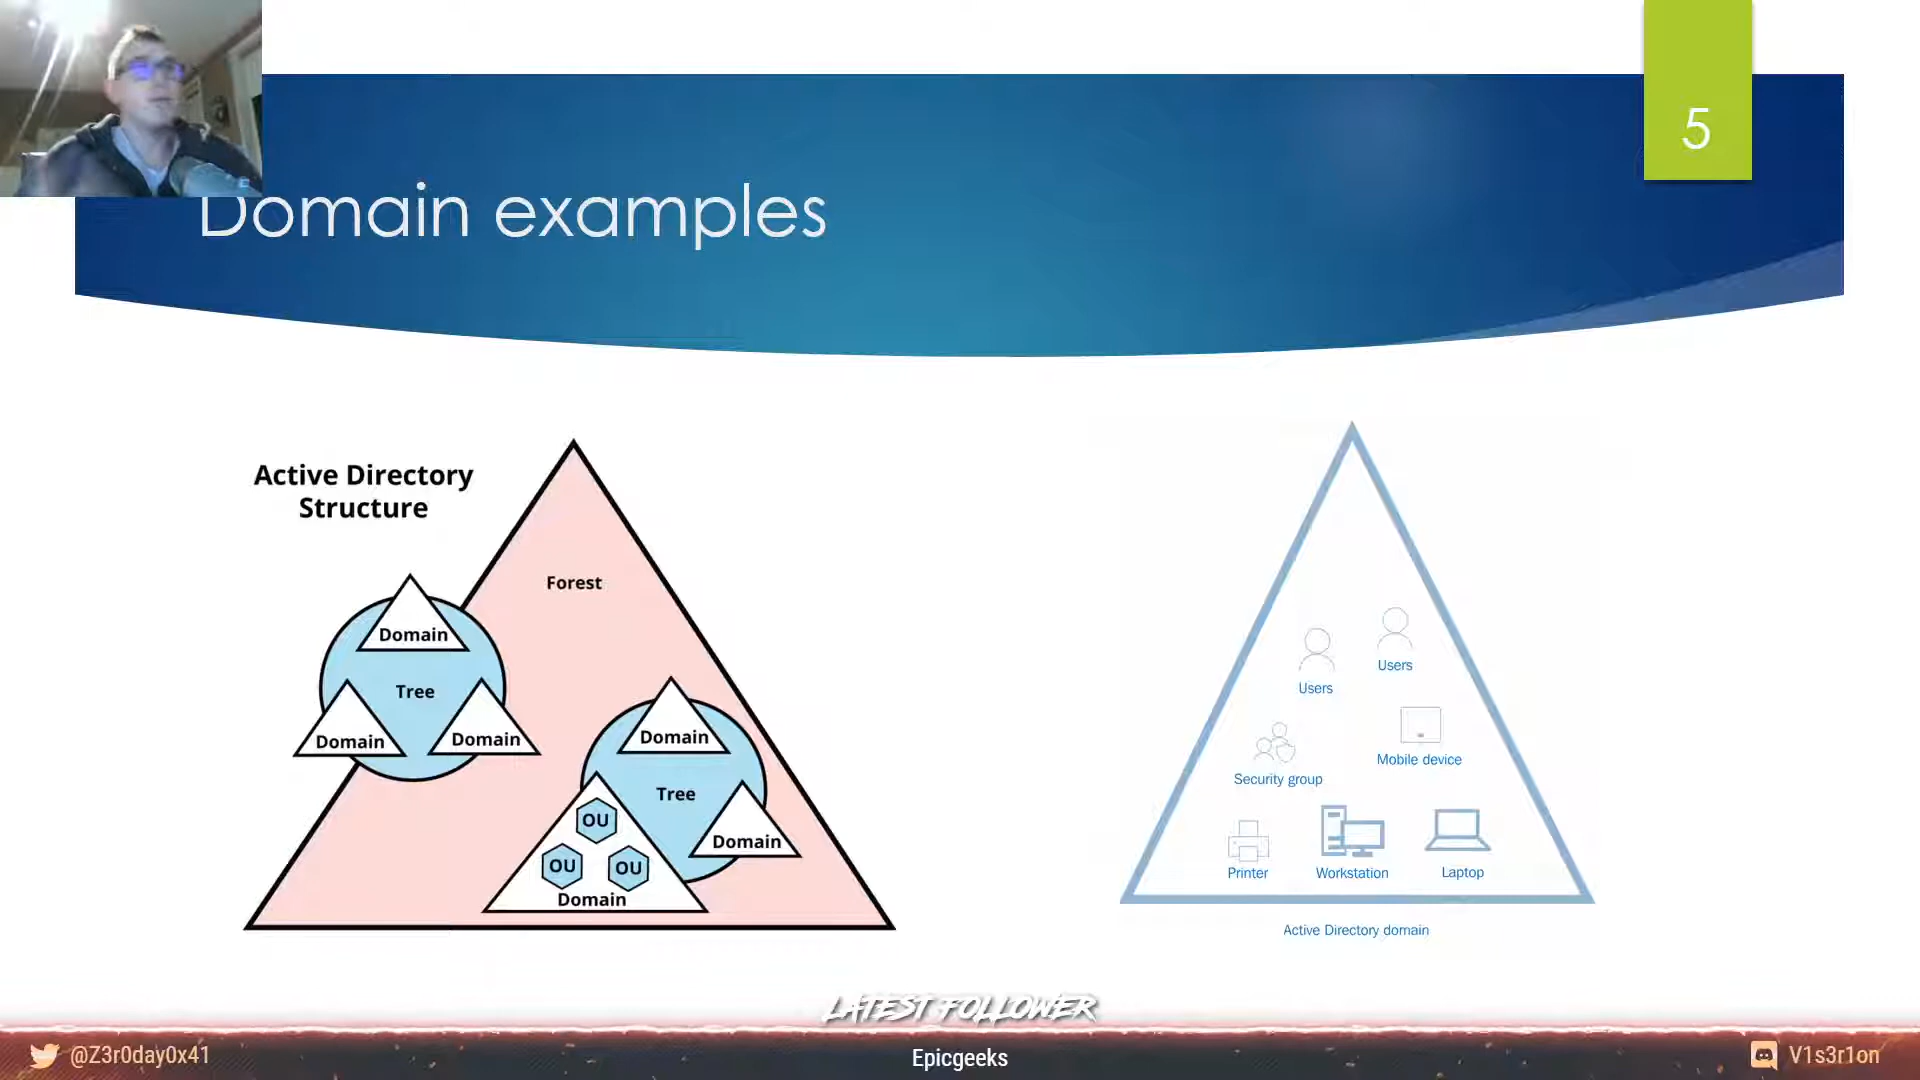 5
Domain examples
Active Directory
Structure
Forest
Domain
Tree
Domain
Domain
Domain
Tree
OU
Domain
OU
OU
Domain
Users
Users
Security group
Mobile device
Printer
Workstation
Laptop
Active Directory domain
LATEST FOLLOWER
@Z3r0day0x41
Epicgeeks
V1s3r1on